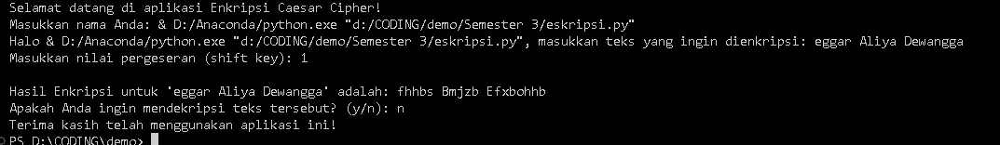 Selamat datang di aplikasi Enkripsi Caesar Cipher!
Masukkan nama Anda: & D:/Anaconda/python.exe "d:/CODING/demo/Semester 3/eskripsi.py"
Halo & D:/Anaconda/python.exe "d:/CODING/demo/Semester 3/eskripsi.py", masukkan teks yang ingin dienkripsi: eggar Aliya Dewangga
Masukkan nilai pergeseran (shift key): 1
Hasil Enkripsi untuk 'eggar Aliya Dewangga' adalah: fhhbs Bmjzb Efxbohhb
Apakah Anda ingin mendekripsi teks tersebut? (y/n): n
Terima kasih telah menggunakan aplikasi ini!
PS D:\CODING\demo>